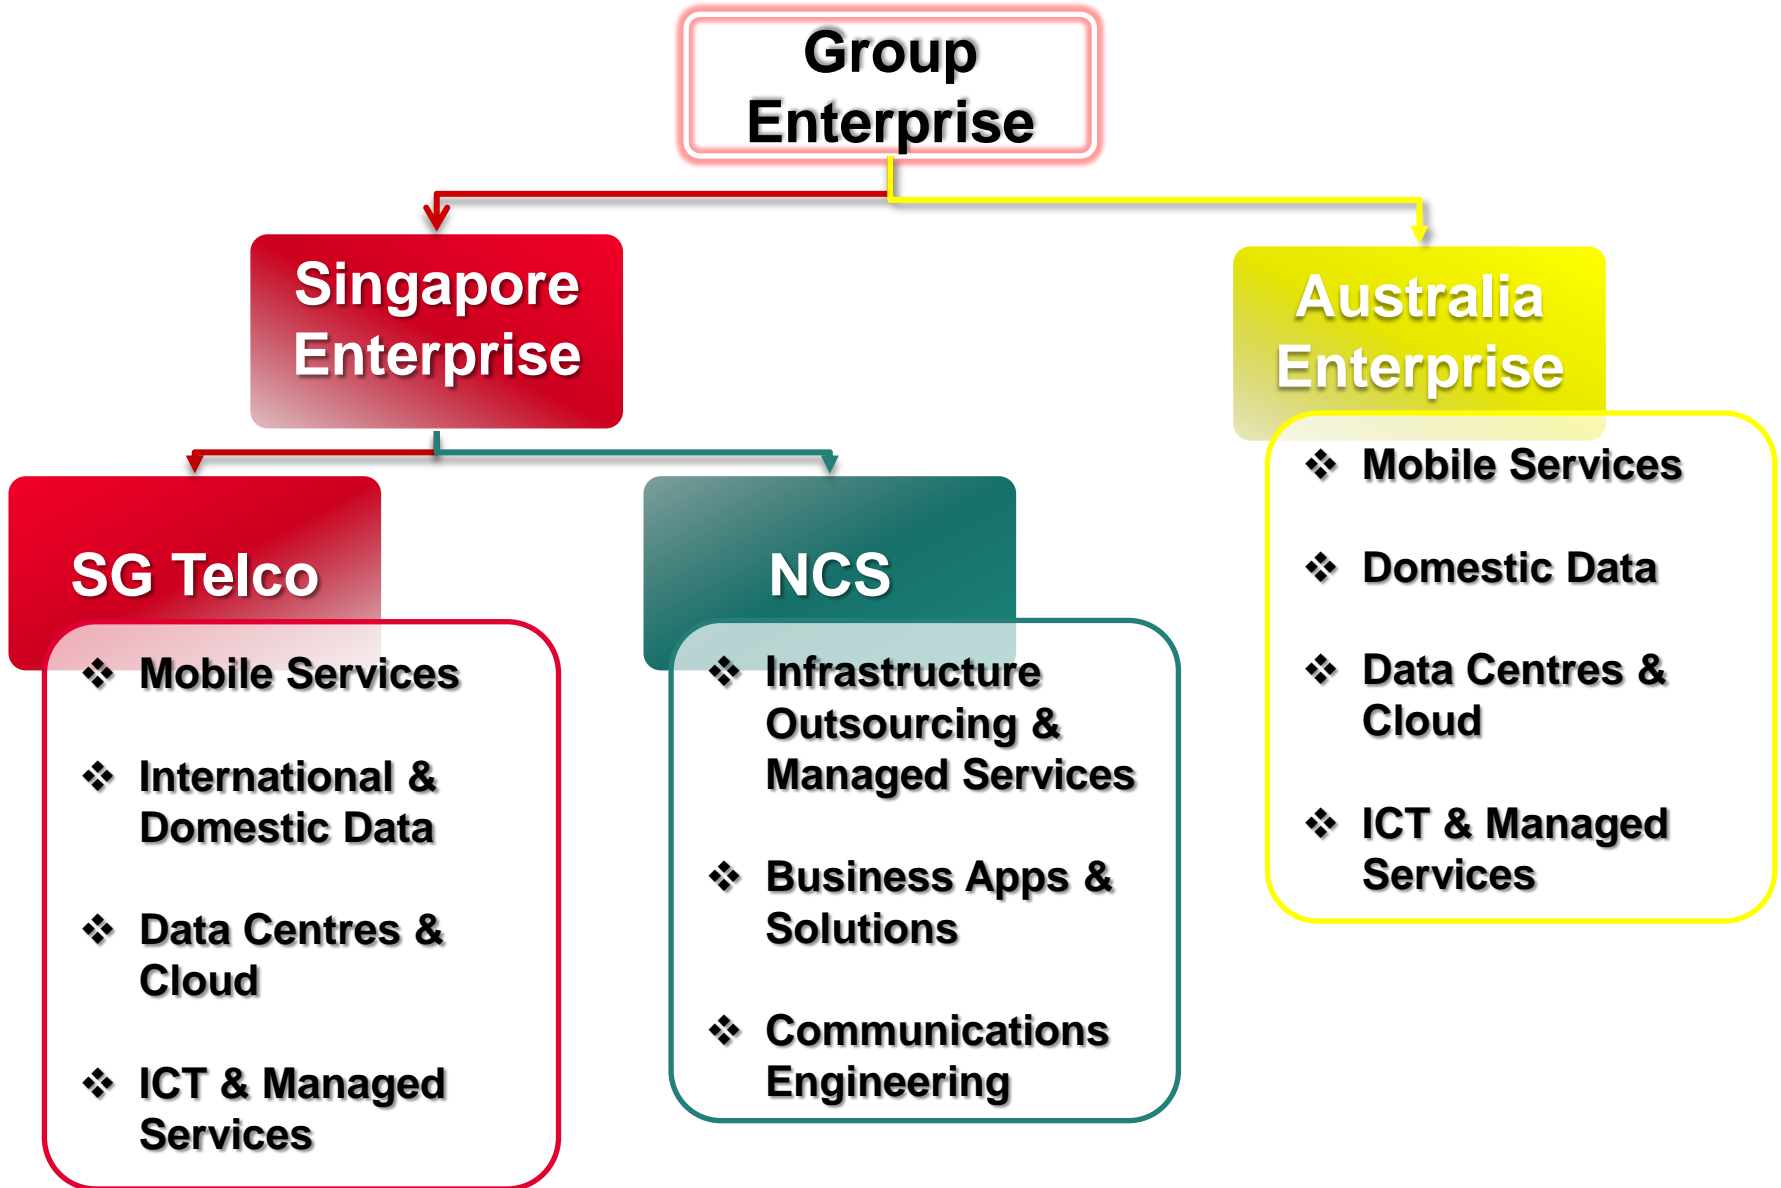 Group
Enterprise
Singapore
Enterprise
Australia
Enterprise
SG Telco
❖ Mobile Services
❖ International &
Domestic Data
❖ Data Centres &
Cloud
❖ ICT & Managed
Services
NCS
❖ Infrastructure
Outsourcing &
Managed Services
❖ Business Apps &
Solutions
❖ Communications
Engineering
❖ Mobile Services
❖ Domestic Data
❖ Data Centres &
Cloud
❖ ICT & Managed
Services